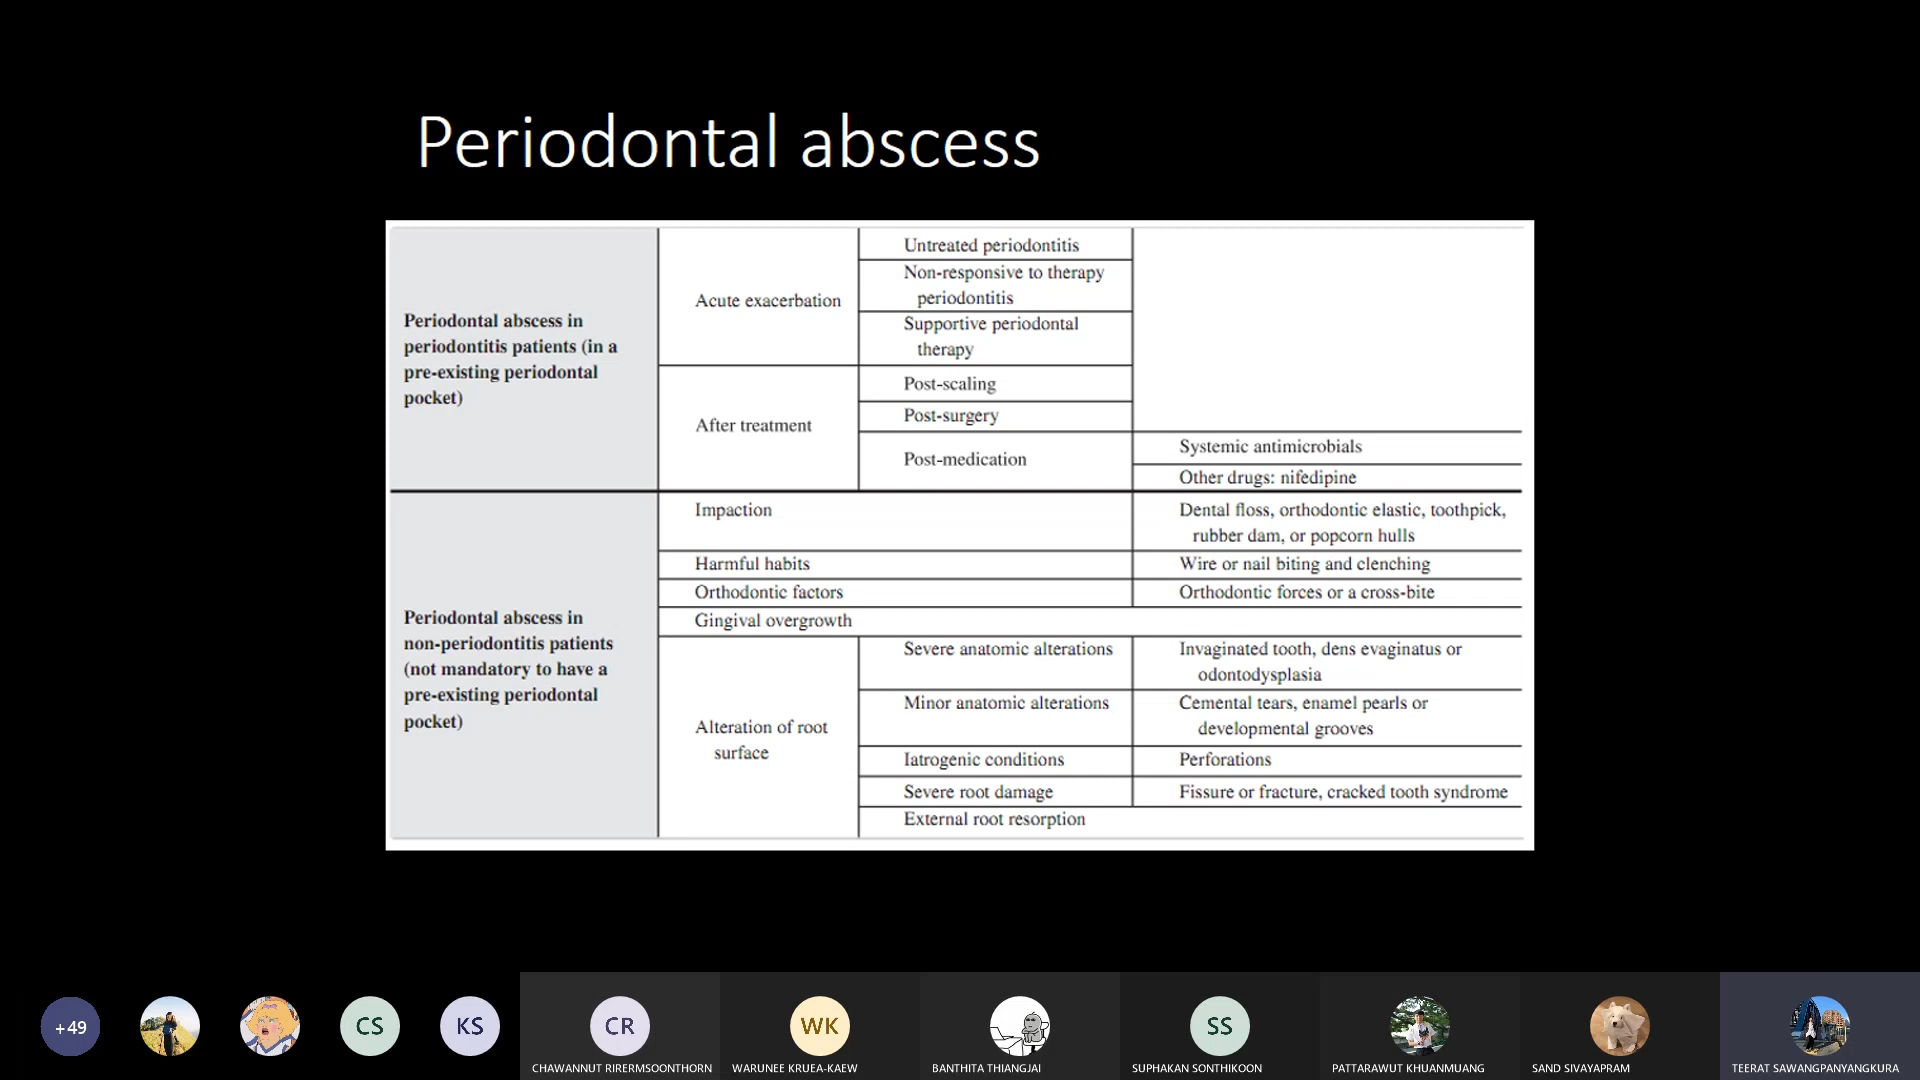 Periodontal abscess
Periodontal abscess in
periodontitis patients (in a
pre-existing periodontal
pocket)
Acute exacerbation
Untreated periodontitis
Non-responsive to therapy
periodontitis
Supportive periodontal
therapy
After treatment
Post-scaling
Post-surgery
Post-medication
Systemic antimicrobials
Other drugs: nifedipine
Periodontal abscess in
non-periodontitis patients
(not mandatory to have a
pre-existing periodontal
pocket)
Impaction
Dental floss, orthodontic elastic, toothpick,
rubber dam, or popcorn hulls
Harmful habits
Wire or nail biting and clenching
Orthodontic factors
Orthodontic forces or a cross-bite
Gingival overgrowth
Alteration of root
surface
Severe anatomic alterations
Invaginated tooth, dens evaginatus or
odontodysplasia
Minor anatomic alterations
Cemental tears, enamel pearls or
developmental grooves
Iatrogenic conditions
Perforations
Severe root damage
Fissure or fracture, cracked tooth syndrome
External root resorption
+49
CS
KS
CR
CHAWANNUT RIRERMSOONTHORN
WK
WARUNEE KRUEA-KAEW
BANTHITA THIANGJAI
SS
SUPHAKAN SONTHIKOON
PATTARAWUT KHUANMUANG
SAND SIVAYAPRAM
TEERAT SAWANGPANYANGKURA